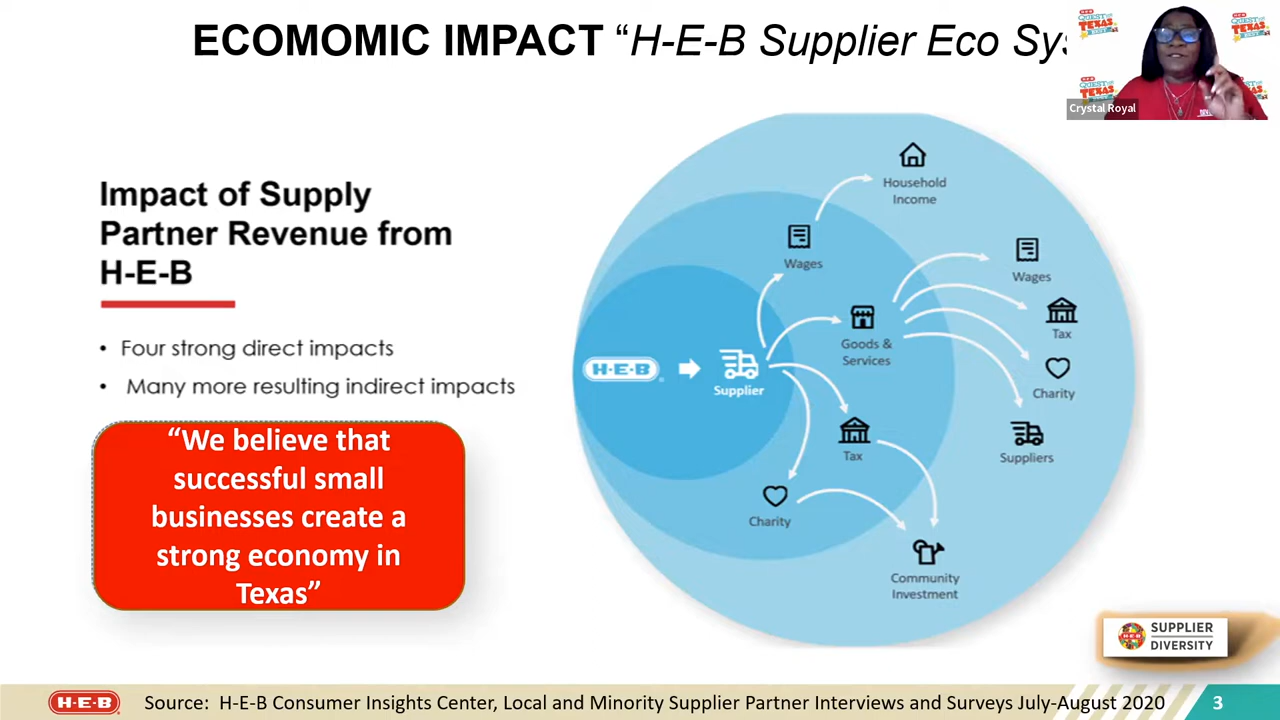 ECOMOMIC IMPACT “H-E-B Supplier Eco Sys
Crystal Royal
Impact of Supply
Partner Revenue from
H-E-B
• Four strong direct impacts
• Many more resulting indirect impacts
“We believe that
successful small
businesses create a
strong economy in
Texas”
Household
Income
Wages
Wages
Goods &
Services
Tax
H-E-B
Supplier
Charity
Tax
Suppliers
Charity
Community
Investment
SUPPLIER
DIVERSITY
H-E-B
Source: H-E-B Consumer Insights Center, Local and Minority Supplier Partner Interviews and Surveys July-August 2020
3